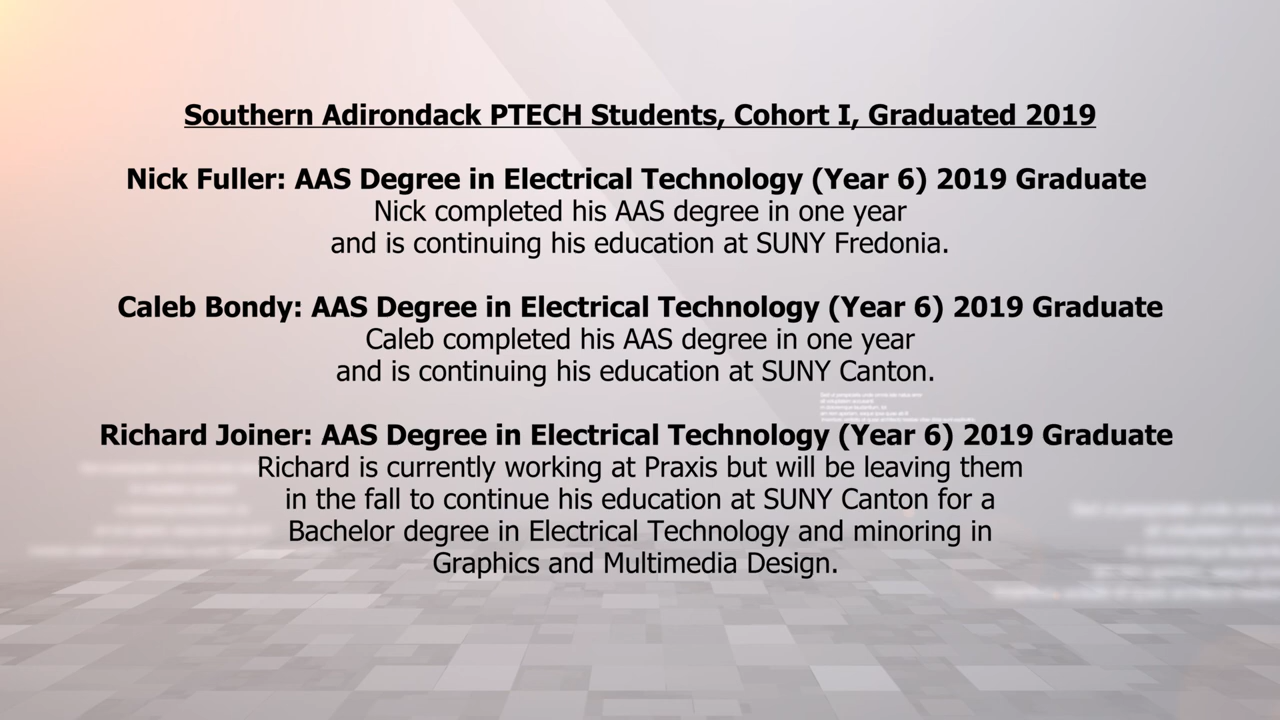 Southern Adirondack PTECH Students, Cohort I, Graduated 2019
Nick Fuller: AAS Degree in Electrical Technology (Year 6) 2019 Graduate
Nick completed his AAS degree in one year
and is continuing his education at SUNY Fredonia.
Caleb Bondy: AAS Degree in Electrical Technology (Year 6) 2019 Graduate
Caleb completed his AAS degree in one year
and is continuing his education at SUNY Canton.
Richard Joiner: AAS Degree in Electrical Technology (Year 6) 2019 Graduate
Richard is currently working at Praxis but will be leaving them
in the fall to continue his education at SUNY Canton for a
Bachelor degree in Electrical Technology and minoring in
Graphics and Multimedia Design.